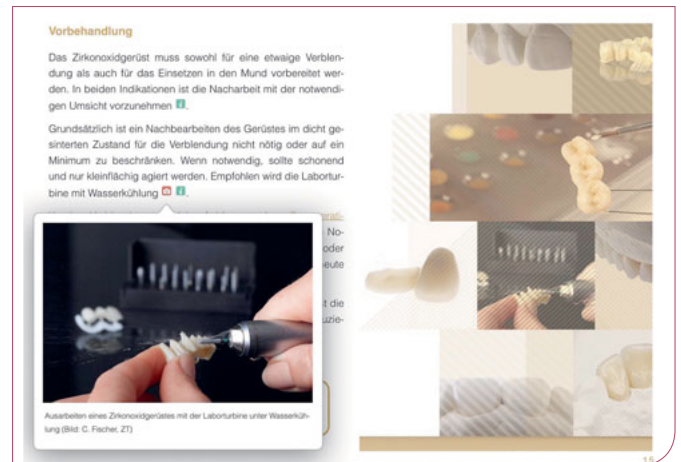 Vorbehandlung
Das Zirkonoxidgerüst muss sowohl für eine etwaige Verblen-
dung als auch für das Einsetzen in den Mund vorbereitet wer-
den. In beiden Indikationen ist die Nacharbeit mit der notwendi-
gen Umsicht vorzunehmen
Grundsätzlich ist ein Nachbearbeiten des Gerüstes im dicht ge-
sinterten Zustand für die Verblendung nicht nötig oder auf ein
Minimum zu beschränken. Wenn notwendig, sollte schonend
und nur kleinflächig agiert werden. Empfohlen wird die Labortur-
bine mit Wasserkühlung
No-
oder
eute
t die
uzie-
Ausarbeiten eines Zirkonoxidgerüstes mit der Laborturbine unter Wasserküh-
lung (Bild: C. Fischer, ZT)
15